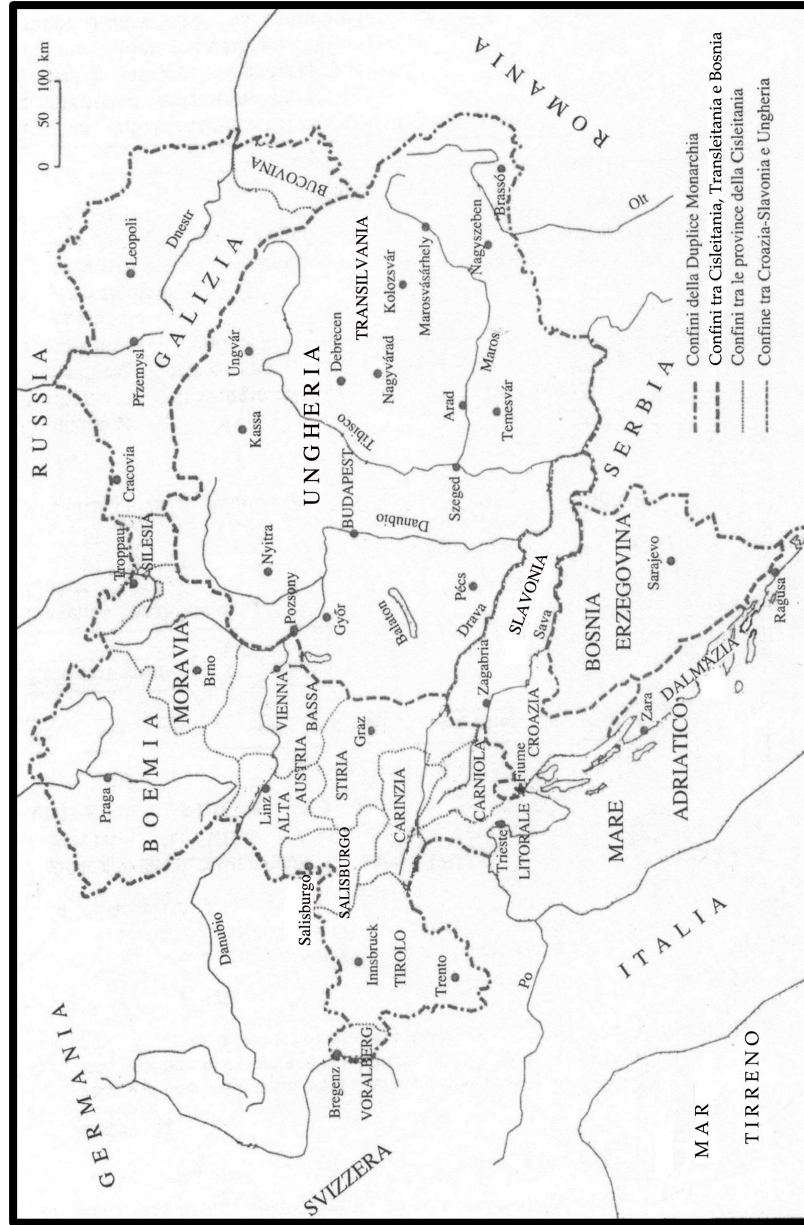 GERMANIA
RUSSIA
0 50 100 km
Praga
Troppau
Cracovia
Leopoli
BOEMIA
SILESIA
Přzemysl
Dnestr
MORAVIA
Brno
GALIZIA
BUCOVINA
Danubio
Linz
VIENNA
Pozsony
Nyitra
Kassa
Ungvár
ALTA
AUSTRIA
BASSA
Salisburgo
SALISBURGO
Győr
UNGHERIA
Bregenz
VORALBERG
Innsbruck
TIROLO
STIRIA
Graz
BUDAPEST
Tibisco
Debrecen
TRANSILVANIA
SVIZZERA
CARINZIA
Balaton
Danubio
Nagyvárad
Kolozsvár
Marosvásárhely
ROMANIA
Trento
Pécs
Szeged
Arad
Maros
Nagyszeben
Brassó
CARNIOLA
Zagabria
Drava
Temesvár
Trieste
LITORALE
Fiume
CROAZIA
SLAVONIA
Sava
Olt
Po
MARE
ADRIATICO
Zara
DALMAZIA
BOSNIA
ERZEGOVINA
Sarajevo
SERBIA
Ragusa
ITALIA
MAR
TIRRENO
Confini della Duplice Monarchia
Confini tra Cisleitania, Transleitania e Bosnia
Confini tra le province della Cisleitania
Confine tra Croazia-Slavonia e Ungheria